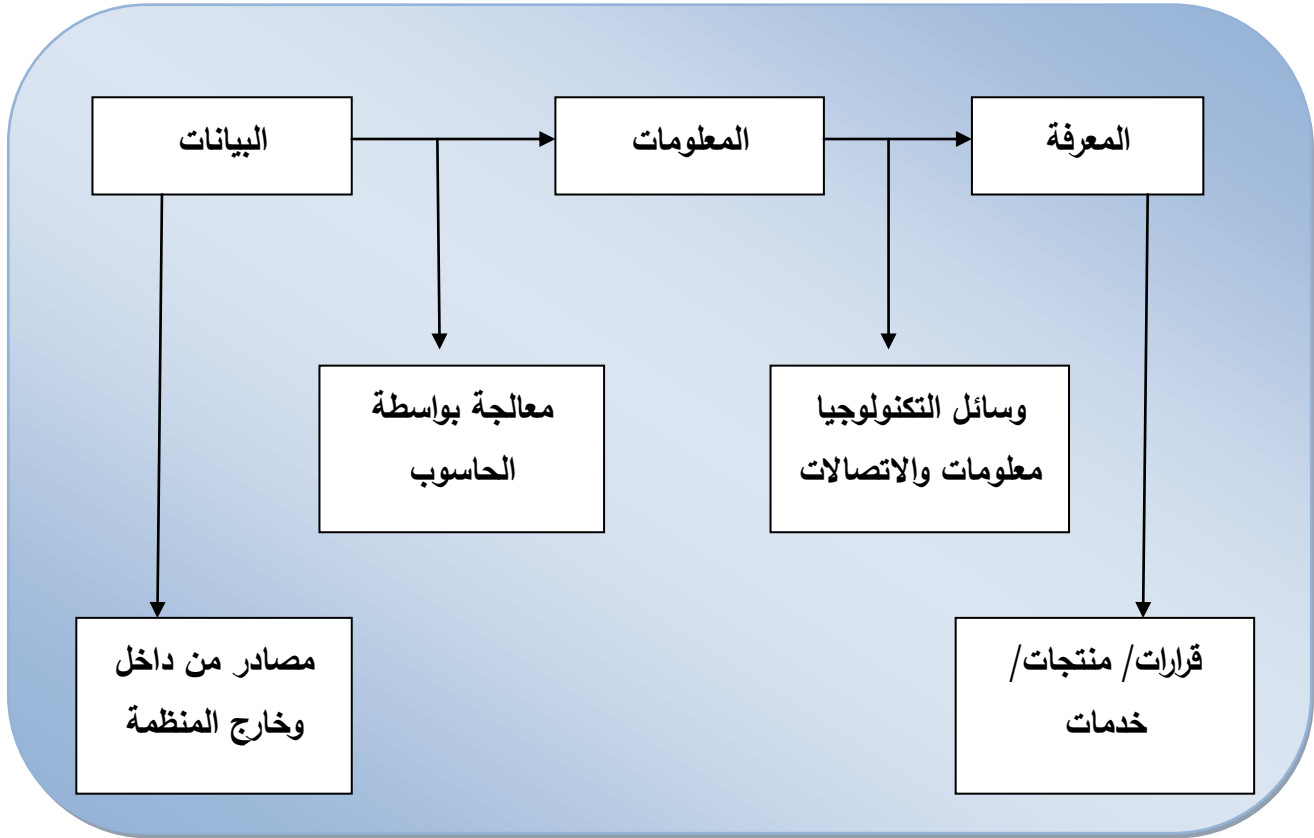 البيانات
المعلومات
المعرفة
معالجة بواسطة
الحاسوب
وسائل التكنولوجيا
معلومات والاتصالات
مصادر من داخل
وخارج المنظمة
قرارات/ منتجات/
خدمات